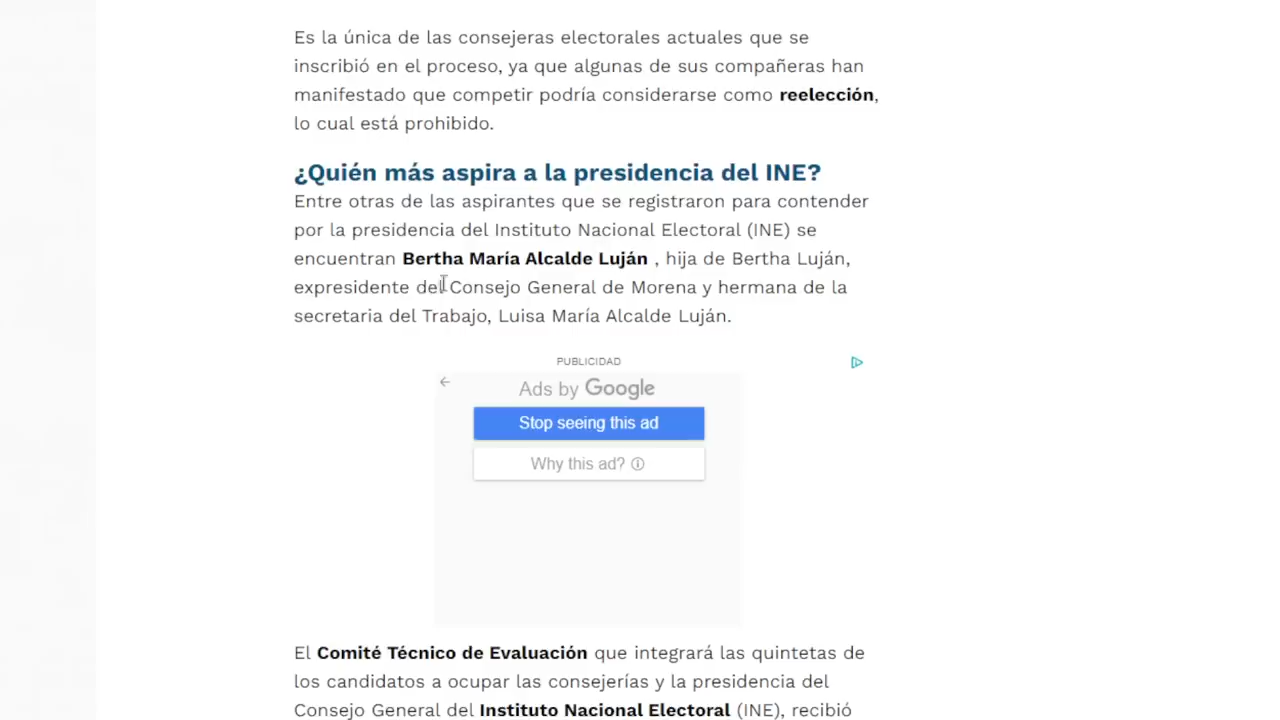 Es la única de las consejeras electorales actuales que se
inscribió en el proceso, ya que algunas de sus compañeras han
manifestado que competir podría considerarse como reelección,
lo cual está prohibido.
¿Quién más aspira a la presidencia del INE?
Entre otras de las aspirantes que se registraron para contender
por la presidencia del Instituto Nacional Electoral (INE) se
encuentran Bertha María Alcalde Luján , hija de Bertha Luján,
expresidente del Consejo General de Morena y hermana de la
secretaria del Trabajo, Luisa María Alcalde Luján.
PUBLICIDAD
Ads by Google
Stop seeing this ad
Why this ad?
El Comité Técnico de Evaluación que integrará las quintetas de
los candidatos a ocupar las consejerías y la presidencia del
Consejo General del Instituto Nacional Electoral (INE), recibió